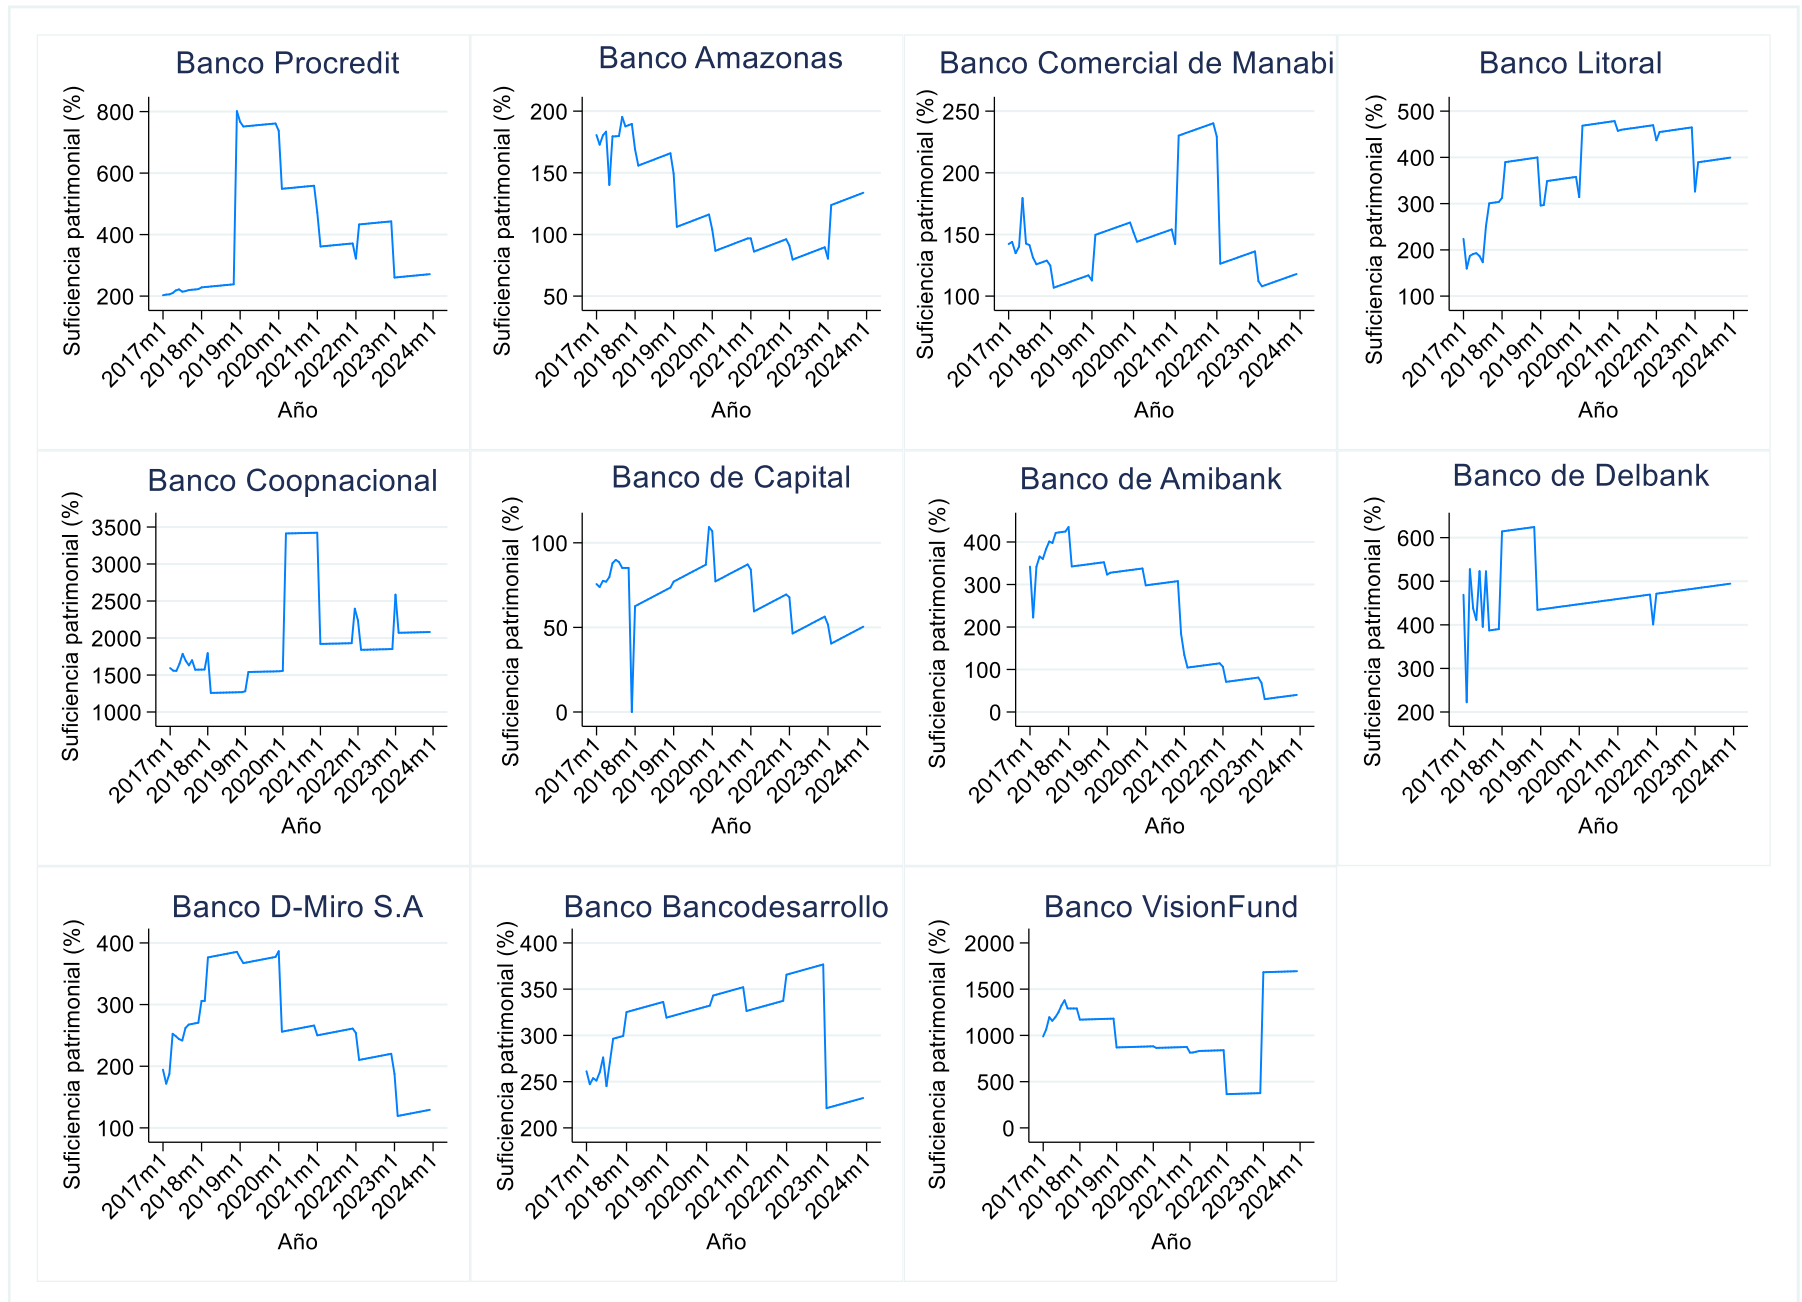 Banco Procredit
Suficiencia patrimonial (%)
800
600
400
200
2017m1
2018m1
2019m1
2020m1
2021m1
2022m1
2023m1
2024m1
Año
Banco Amazonas
Suficiencia patrimonial (%)
200
150
100
50
2017m1
2018m1
2019m1
2020m1
2021m1
2022m1
2023m1
2024m1
Año
Banco Comercial de Manabi
Suficiencia patrimonial (%)
250
200
150
100
2017m1
2018m1
2019m1
2020m1
2021m1
2022m1
2023m1
2024m1
Año
Banco Litoral
Suficiencia patrimonial (%)
500
400
300
200
100
2017m1
2018m1
2019m1
2020m1
2021m1
2022m1
2023m1
2024m1
Año
Banco Coopnacional
Suficiencia patrimonial (%)
3500
3000
2500
2000
1500
1000
2017m1
2018m1
2019m1
2020m1
2021m1
2022m1
2023m1
2024m1
Año
Banco de Capital
Suficiencia patrimonial (%)
100
50
0
2017m1
2018m1
2019m1
2020m1
2021m1
2022m1
2023m1
2024m1
Año
Banco de Amibank
Suficiencia patrimonial (%)
400
300
200
100
0
2017m1
2018m1
2019m1
2020m1
2021m1
2022m1
2023m1
2024m1
Año
Banco de Delbank
Suficiencia patrimonial (%)
600
500
400
300
200
2017m1
2018m1
2019m1
2020m1
2021m1
2022m1
2023m1
2024m1
Año
Banco D-Miro S.A
Suficiencia patrimonial (%)
400
300
200
100
2017m1
2018m1
2019m1
2020m1
2021m1
2022m1
2023m1
2024m1
Año
Banco Bancodesarrollo
Suficiencia patrimonial (%)
400
350
300
250
200
2017m1
2018m1
2019m1
2020m1
2021m1
2022m1
2023m1
2024m1
Año
Banco VisionFund
Suficiencia patrimonial (%)
2000
1500
1000
500
0
2017m1
2018m1
2019m1
2020m1
2021m1
2022m1
2023m1
2024m1
Año